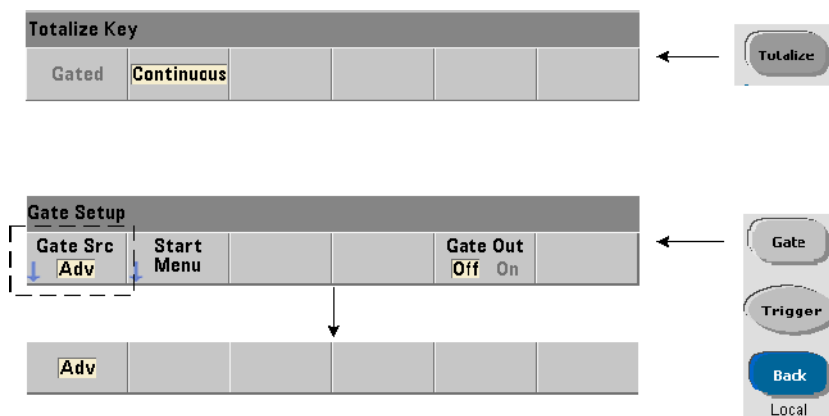 Totalize Key
Gated Continuous
Totalize
Gate Setup
Gate Src Start Menu Gate Out
Adv Off On
Gate
Adv
Trigger
Back
Local